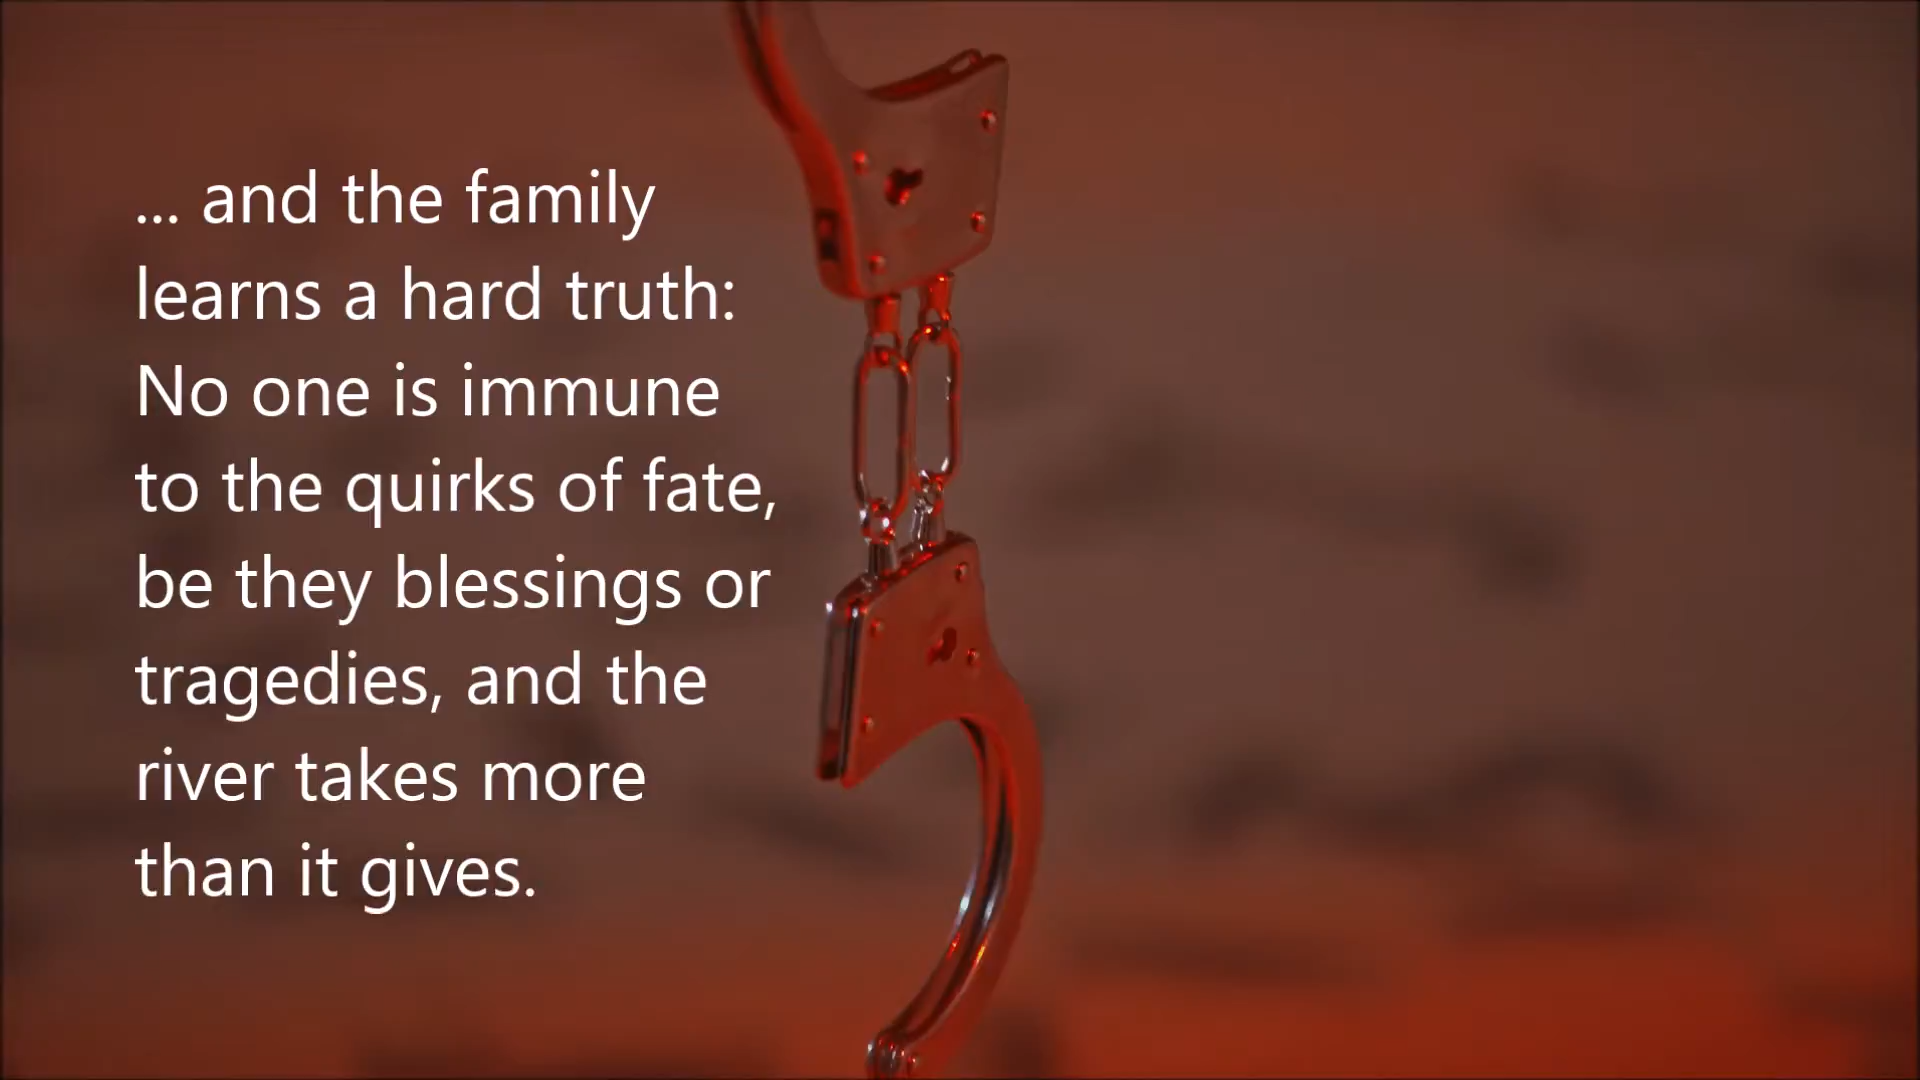 ... and the family
learns a hard truth:
No one is immune
to the quirks of fate,
be they blessings or
tragedies, and the
river takes more
than it gives.